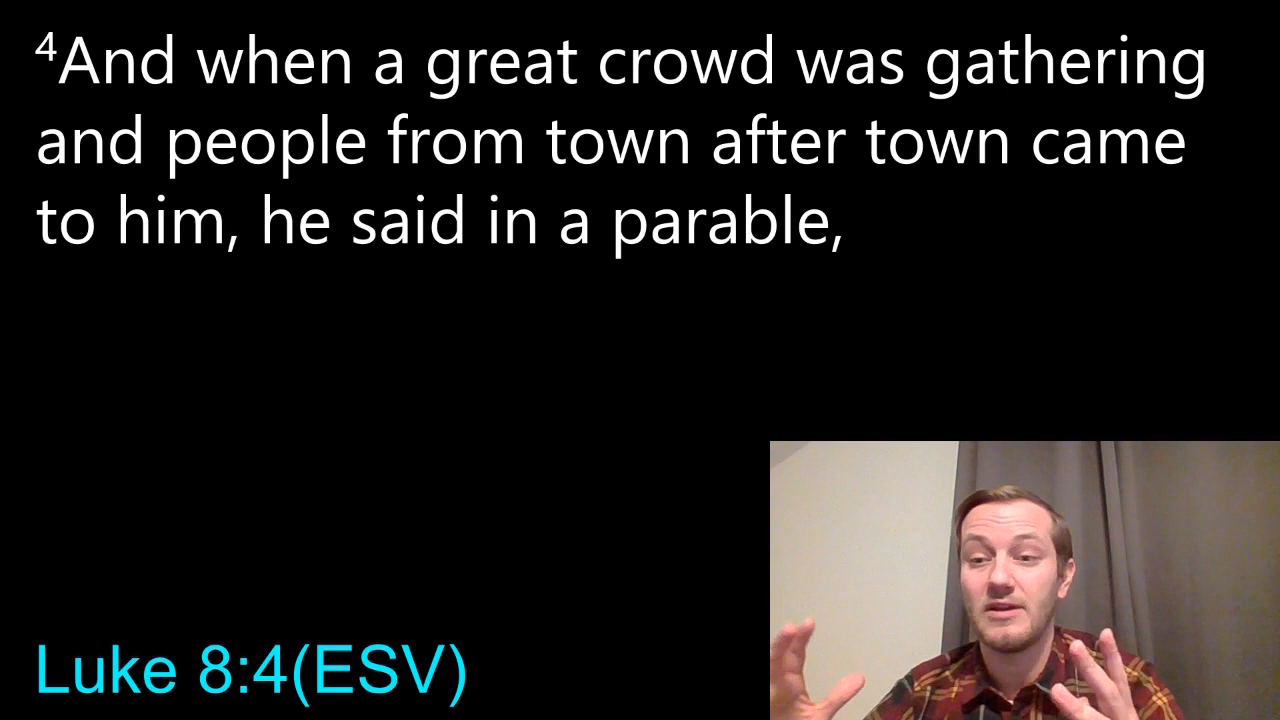 ⁴And when a great crowd was gathering
and people from town after town came
to him, he said in a parable,
Luke 8:4(ESV)